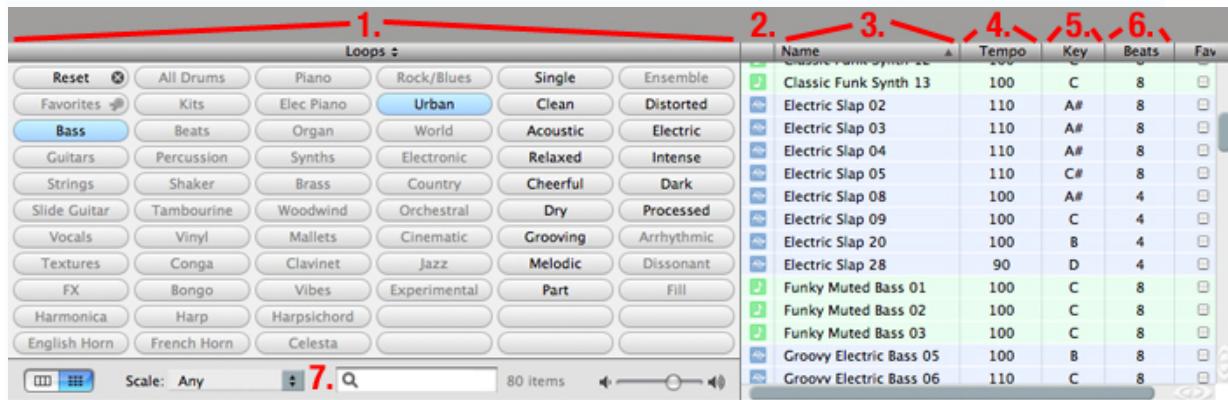 1. 2. 3. 4. 5. 6.
Loops
Name Tempo Key Beats Fav
Reset All Drums Piano Rock/Blues Single Ensemble
Favorites Kits Elec Piano Urban Clean Distorted
Bass Beats Organ World Acoustic Electric
Guitars Percussion Synths Electronic Relaxed Intense
Strings Shaker Brass Country Cheerful Dark
Slide Guitar Tambourine Woodwind Orchestral Dry Processed
Vocals Vinyl Mallets Cinematic Grooving Arrhythmic
Textures Conga Clavinet Jazz Melodic Dissonant
FX Bongo Vibes Experimental Part Fill
Harmonica Harp Harpsichord
English Horn French Horn Celesta
Scale: Any 7. 80 items
Classic Funk Synth 12 100 C 8
Classic Funk Synth 13 100 C 8
Electric Slap 02 110 A# 8
Electric Slap 03 110 A# 8
Electric Slap 04 110 A# 8
Electric Slap 05 110 C# 8
Electric Slap 08 100 A# 4
Electric Slap 09 100 C 4
Electric Slap 20 100 B 4
Electric Slap 28 90 D 4
Funky Muted Bass 01 100 C 8
Funky Muted Bass 02 100 C 8
Funky Muted Bass 03 100 C 8
Groovy Electric Bass 05 100 B 8
Groovy Electric Bass 06 110 C 8